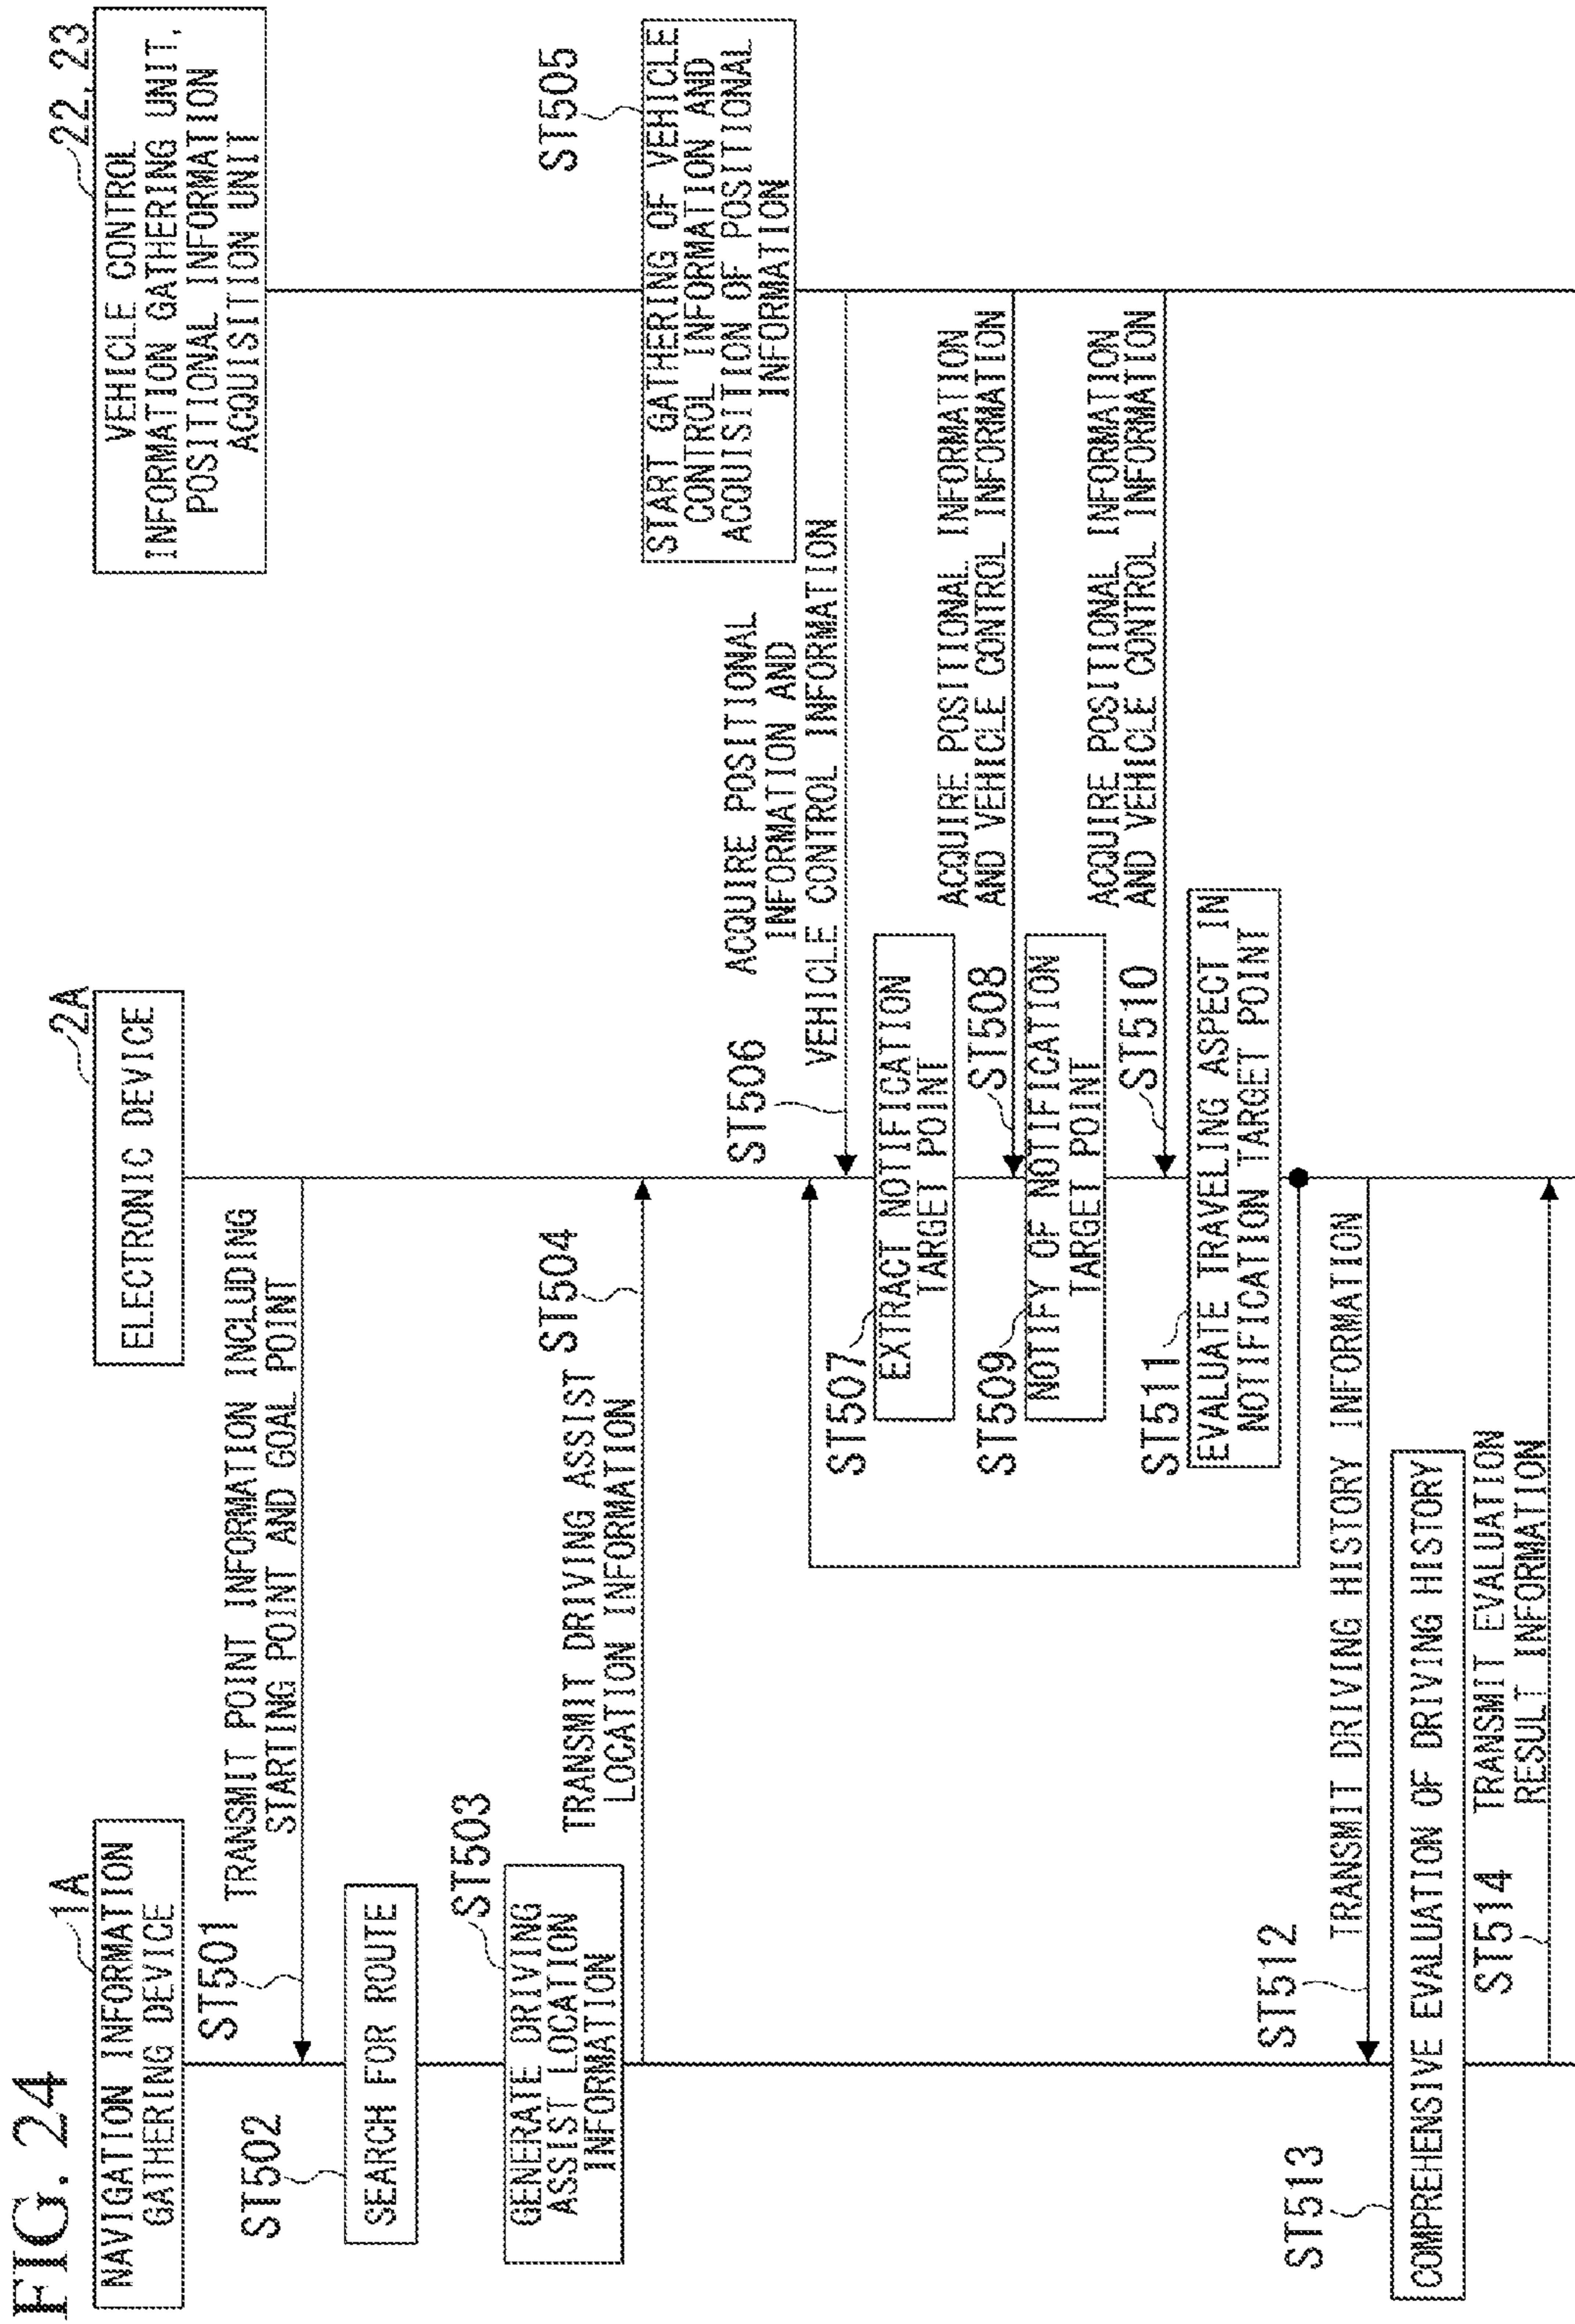 FIG. 24
1A
NAVIGATION INFORMATION
GATHERING DEVICE
2A
ELECTRONIC DEVICE
22, 23
VEHICLE CONTROL
INFORMATION GATHERING UNIT,
POSITIONAL INFORMATION
ACQUISITION UNIT
ST501
TRANSMIT POINT INFORMATION INCLUDING
STARTING POINT AND GOAL POINT
ST502
SEARCH FOR ROUTE
ST503
GENERATE DRIVING
ASSIST LOCATION
INFORMATION
TRANSMIT DRIVING ASSIST
LOCATION INFORMATION
ST504
ST505
START GATHERING OF VEHICLE
CONTROL INFORMATION AND
ACQUISITION OF POSITIONAL
INFORMATION
ST506
ACQUIRE POSITIONAL
INFORMATION AND
VEHICLE CONTROL INFORMATION
ST507
EXTRACT NOTIFICATION
TARGET POINT
ST508
ACQUIRE POSITIONAL INFORMATION
AND VEHICLE CONTROL INFORMATION
ST509
NOTIFY OF NOTIFICATION
TARGET POINT
ST510
ACQUIRE POSITIONAL INFORMATION
AND VEHICLE CONTROL INFORMATION
ST511
EVALUATE TRAVELING ASPECT IN
NOTIFICATION TARGET POINT
ST512
TRANSMIT DRIVING HISTORY INFORMATION
ST513
COMPREHENSIVE EVALUATION OF DRIVING HISTORY
ST514
TRANSMIT EVALUATION
RESULT INFORMATION